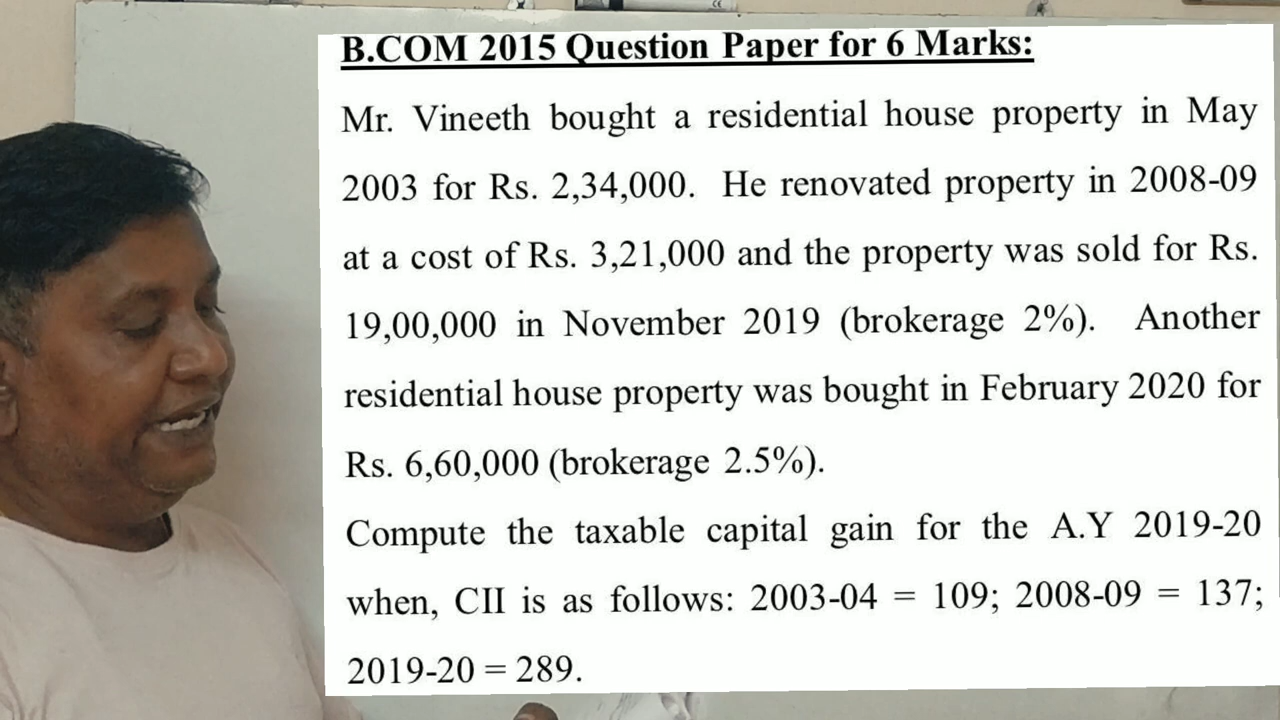 B.COM 2015 Question Paper for 6 Marks:
Mr. Vineeth bought a residential house property in May
2003 for Rs. 2,34,000. He renovated property in 2008-09
at a cost of Rs. 3,21,000 and the property was sold for Rs.
19,00,000 in November 2019 (brokerage 2%). Another
residential house property was bought in February 2020 for
Rs. 6,60,000 (brokerage 2.5%).
Compute the taxable capital gain for the A.Y 2019-20
when, CII is as follows: 2003-04 = 109; 2008-09 = 137;
2019-20 = 289.